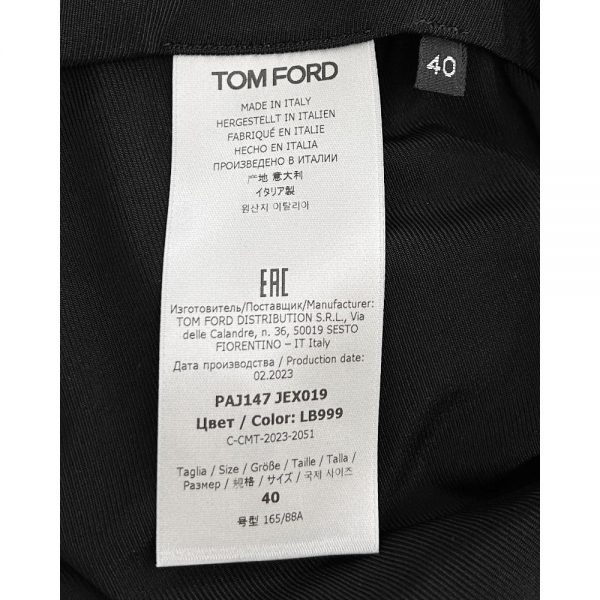 TOM FORD
40
MADE IN ITALY
HERGESTELLT IN ITALIEN
FABRIQUÉ EN ITALIE
HECHO EN ITALIA
ПРОИЗВЕДЕНО В ИТАЛИИ
产地 意大利
イタリア製
원산지 이탈리아
EAC
Изготовитель/Поставщик/Manufacturer:
TOM FORD DISTRIBUTION S.R.L., Via
delle Calandre, n. 36, 50019 SESTO
FIORENTINO – IT Italy
Дата производства / Production date:
02.2023
PAJ147 JEX019
Цвет / Color: LB999
C-CMT-2023-2051
Taglia / Size / Größe / Taille / Talla /
Размер / 規格 / サイズ / 국제 사이즈
40
号型 165/88A